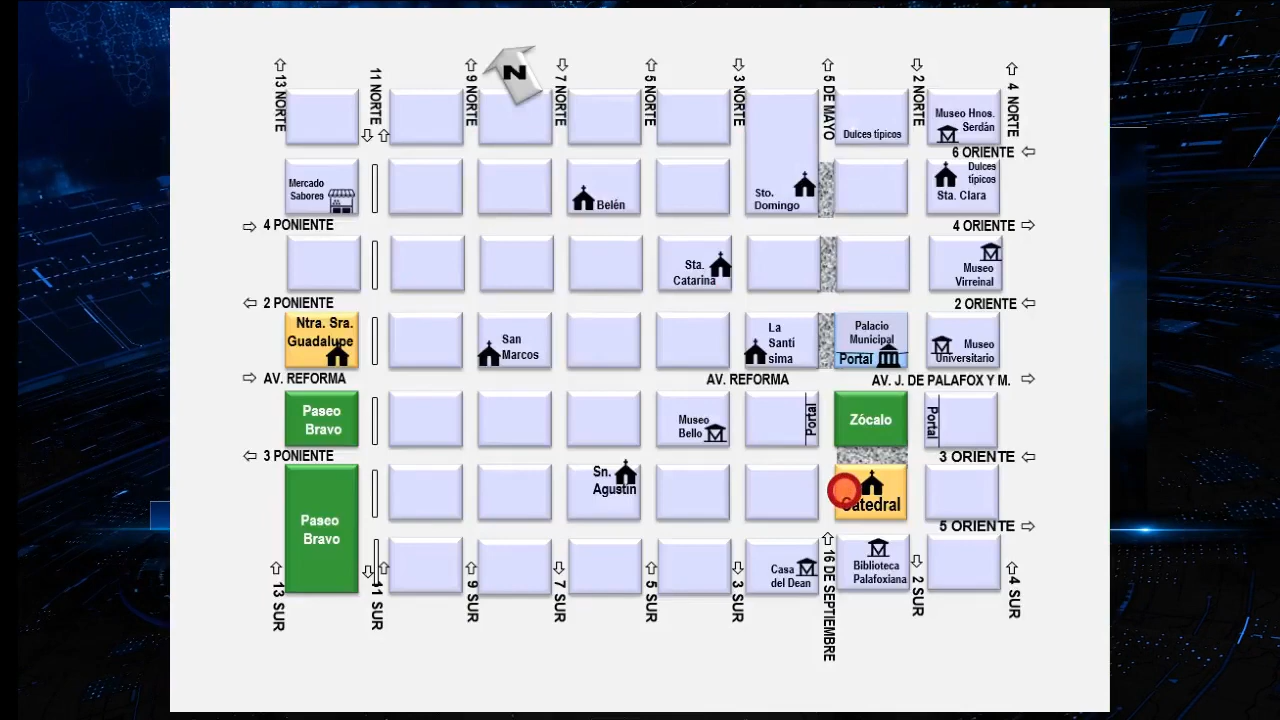 N
13 NORTE
11 NORTE
9 NORTE
7 NORTE
5 NORTE
3 NORTE
5 DE MAYO
2 NORTE
4 NORTE
Dulces típicos
Museo Hnos.
Serdán
6 ORIENTE
Mercado
Sabores
Belén
Sto.
Domingo
Dulces
típicos
Sta. Clara
4 PONIENTE
4 ORIENTE
Sta.
Catarina
Museo
Virreinal
2 PONIENTE
2 ORIENTE
Ntra. Sra.
Guadalupe
San
Marcos
La
Santí
sima
Palacio
Municipal
Portal
Museo
Universitario
AV. REFORMA
AV. REFORMA
AV. J. DE PALAFOX Y M.
Paseo
Bravo
Museo
Bello
Portal
Zócalo
Portal
3 PONIENTE
3 ORIENTE
Paseo
Bravo
Sn.
Agustín
Catedral
5 ORIENTE
Casa
del Dean
Biblioteca
Palafoxiana
13 SUR
11 SUR
9 SUR
7 SUR
5 SUR
3 SUR
16 DE SEPTIEMBRE
2 SUR
4 SUR